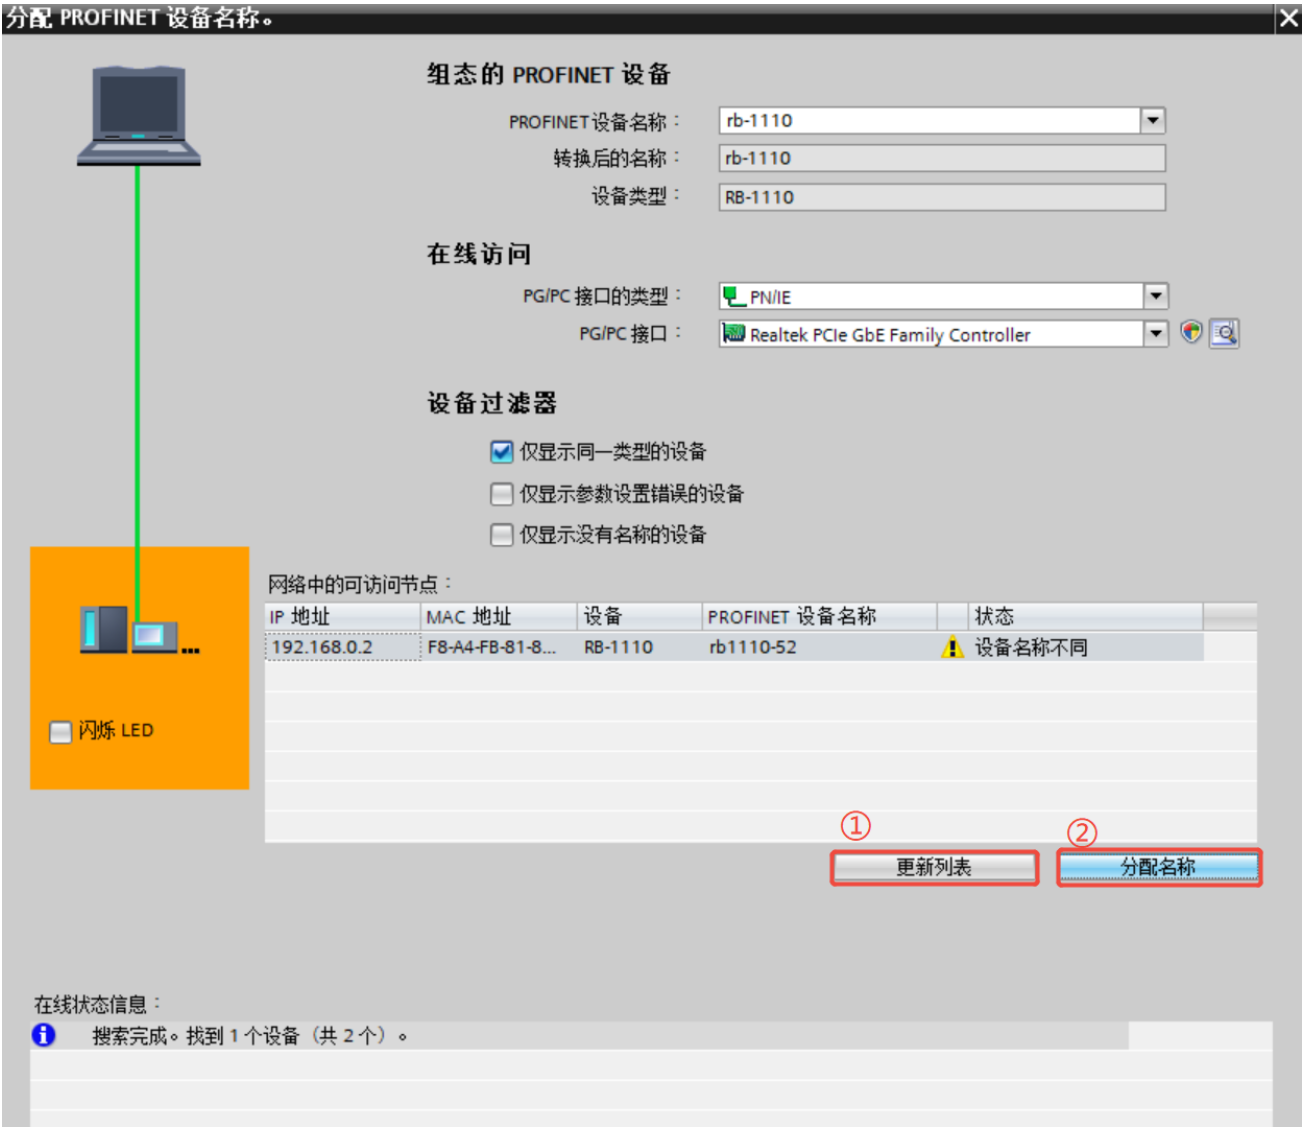 分配 PROFINET 设备名称。
组态的 PROFINET 设备
PROFINET设备名称：
rb-1110
转换后的名称：
rb-1110
设备类型：
RB-1110
在线访问
PG/PC 接口的类型：
PN/IE
PG/PC 接口：
Realtek PCIe GbE Family Controller
设备过滤器
仅显示同一类型的设备
仅显示参数设置错误的设备
仅显示没有名称的设备
网络中的可访问节点：
IP 地址 MAC 地址 设备 PROFINET 设备名称 状态
192.168.0.2 F8-A4-FB-81-8... RB-1110 rb1110-52 设备名称不同
闪烁 LED
① ②
更新列表 分配名称
在线状态信息：
搜索完成。找到 1 个设备（共 2 个）。